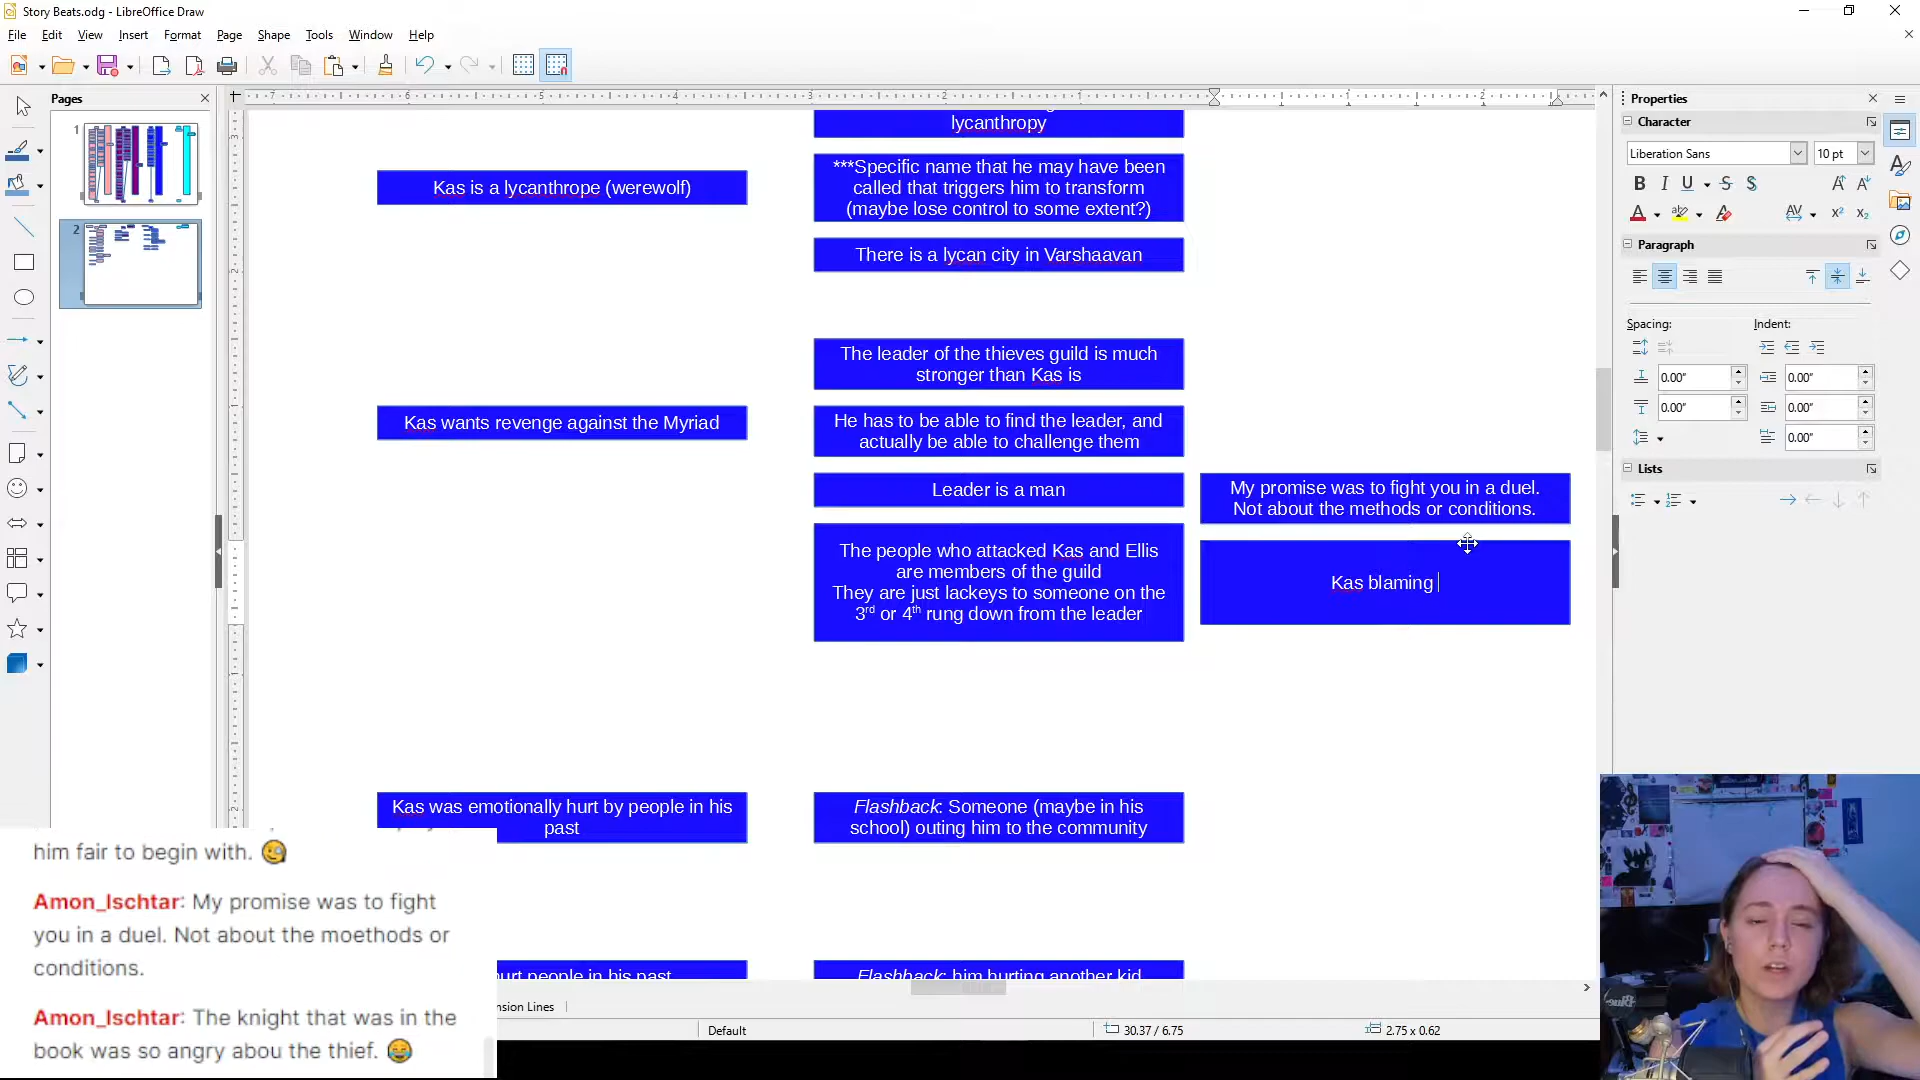 Story Beats.odg - LibreOffice Draw
File Edit View Insert Format Page Shape Tools Window Help
Pages
1
2
lycanthropy
***Specific name that he may have been
called that triggers him to transform
(maybe lose control to some extent?)
Kas is a lycanthrope (werewolf)
There is a lycan city in Varshaavan
The leader of the thieves guild is much
stronger than Kas is
Kas wants revenge against the Myriad
He has to be able to find the leader, and
actually be able to challenge them
Leader is a man
My promise was to fight you in a duel.
Not about the methods or conditions.
The people who attacked Kas and Ellis
are members of the guild
They are just lackeys to someone on the
3rd or 4th rung down from the leader
Kas blaming
Kas was emotionally hurt by people in his
past
Flashback: Someone (maybe in his
school) outing him to the community
urt people in his past
Flashback: him hurting another kid
nsion Lines
Default
30.37 / 6.75
2.75 x 0.62
Properties
Character
Liberation Sans
10 pt
Paragraph
Spacing:
Indent:
0.00"
0.00"
0.00"
0.00"
0.00"
Lists
him fair to begin with. 🧐
Amon_Ischtar: My promise was to fight
you in a duel. Not about the moethods or
conditions.
Amon_Ischtar: The knight that was in the
book was so angry abou the thief. 😂